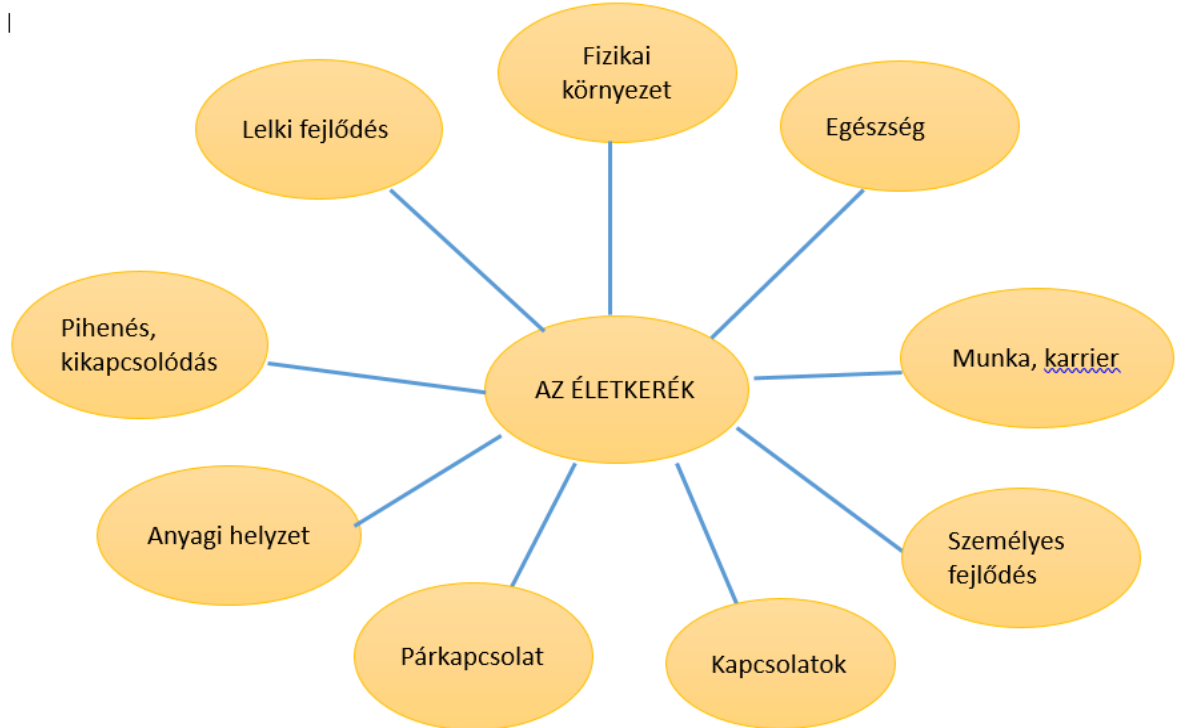 Fizikai
környezet
Lelki fejlődés
Egészség
Pihenés,
kikapcsolódás
Munka, karrier
AZ ÉLETKERÉK
Anyagi helyzet
Személyes
fejlődés
Párkapcsolat
Kapcsolatok